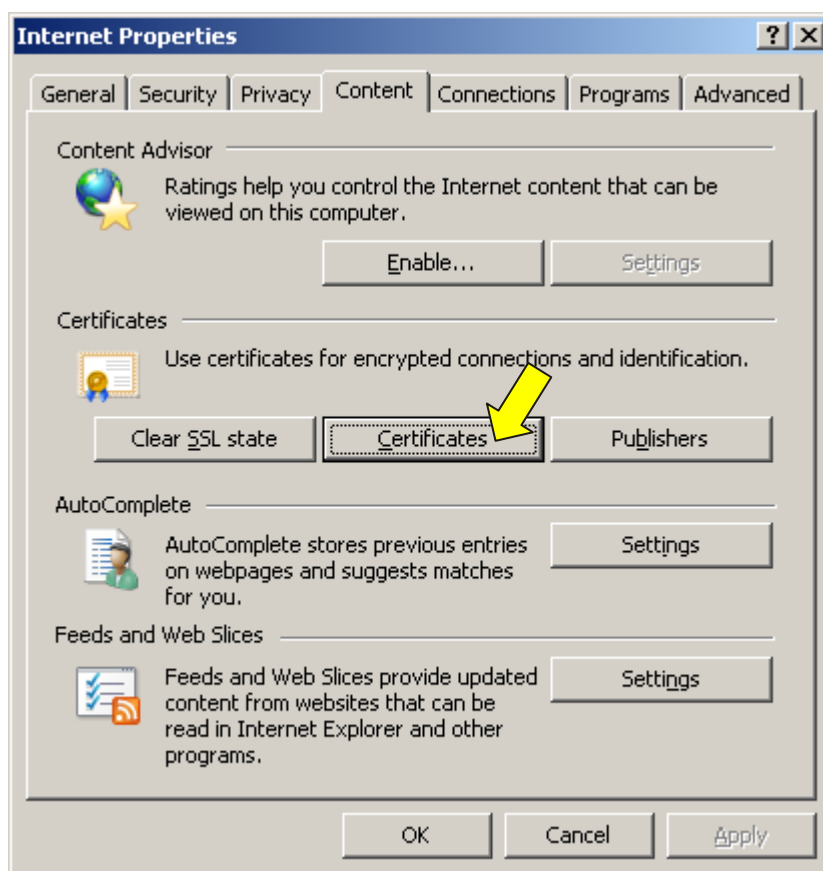 Internet Properties
General Security Privacy Content Connections Programs Advanced
Content Advisor
Ratings help you control the Internet content that can be
viewed on this computer.
Enable... Settings
Certificates
Use certificates for encrypted connections and identification.
Clear SSL state Certificates Publishers
AutoComplete
AutoComplete stores previous entries
on webpages and suggests matches
for you.
Settings
Feeds and Web Slices
Feeds and Web Slices provide updated
content from websites that can be
read in Internet Explorer and other
programs.
Settings
OK Cancel Apply